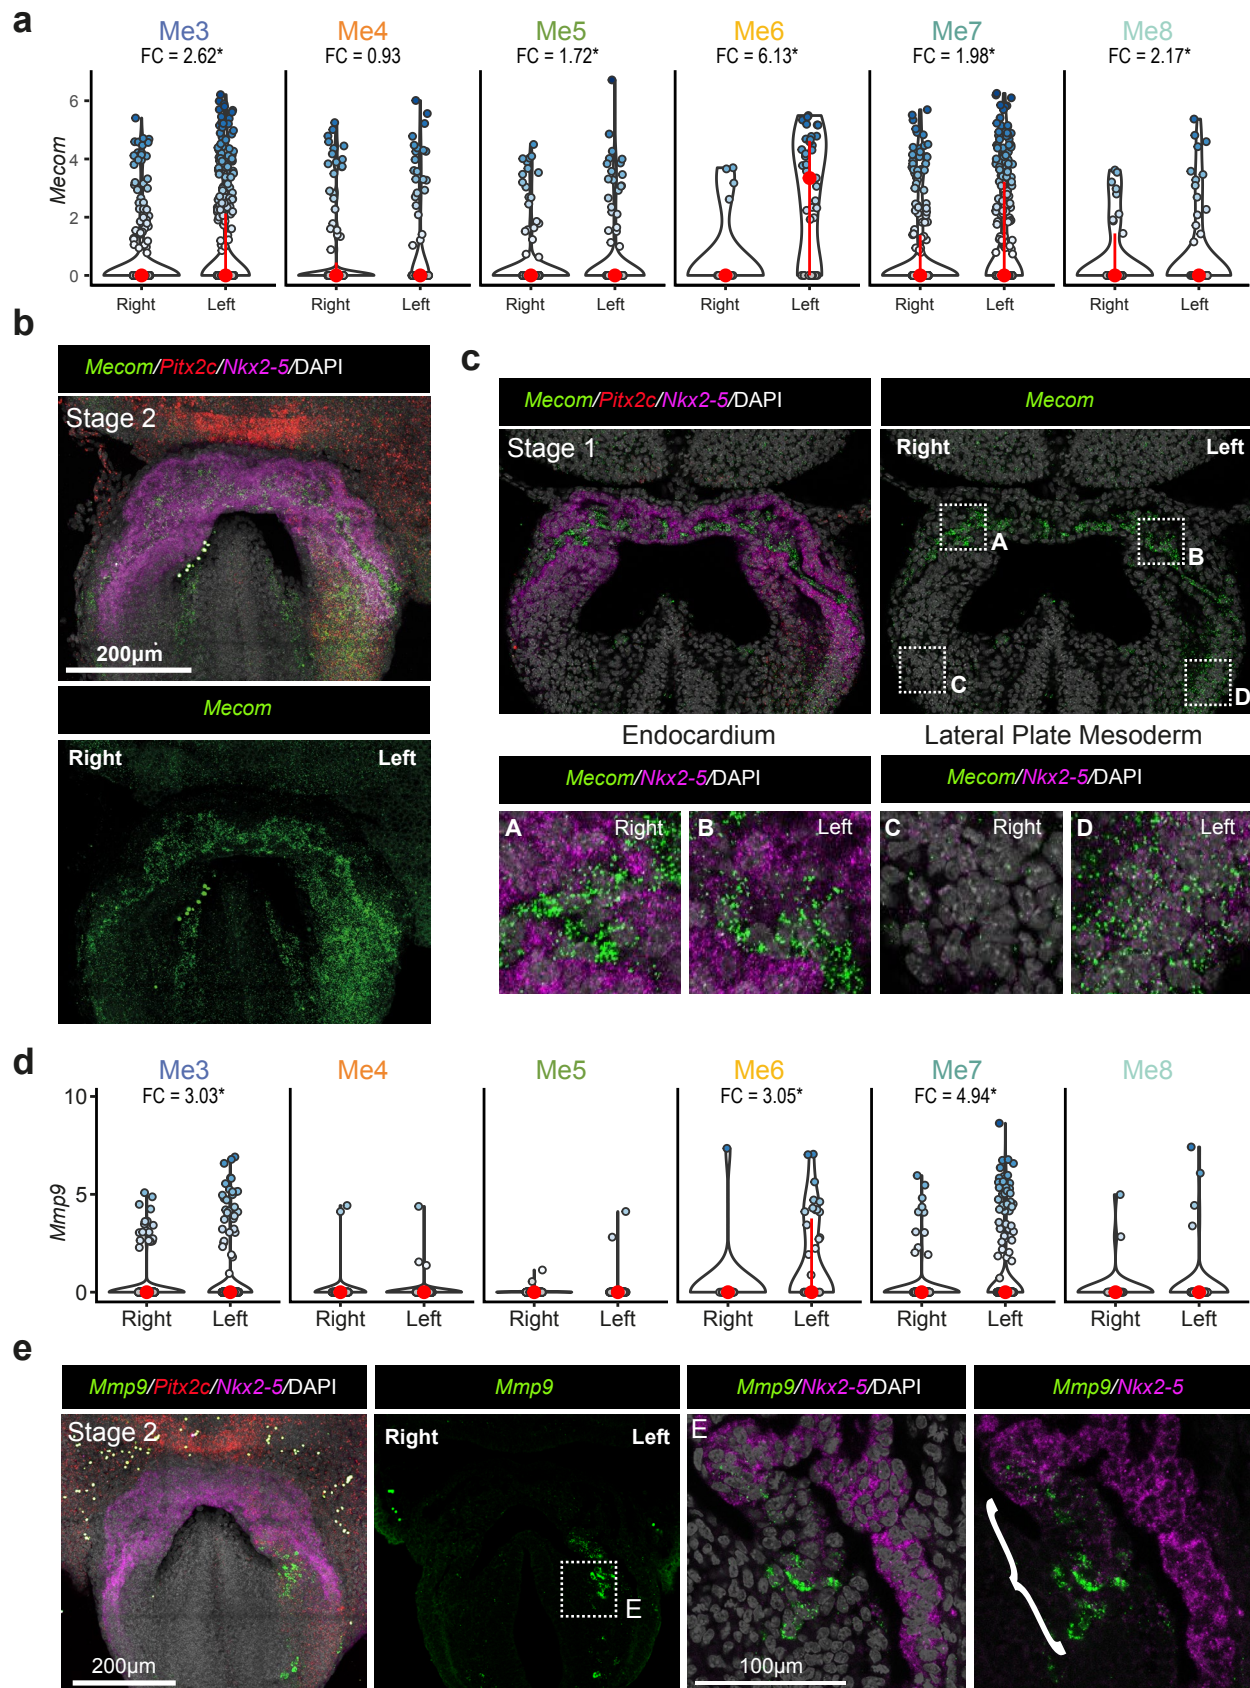 a
Me3 Me4 Me5 Me6 Me7 Me8
FC = 2.62* FC = 0.93 FC = 1.72* FC = 6.13* FC = 1.98* FC = 2.17*
Mecom
6
4
2
0
Right Left Right Left Right Left Right Left Right Left Right Left
b
Mecom/Pitx2c/Nkx2-5/DAPI
Stage 2
200µm
Mecom
Right Left
c
Mecom/Pitx2c/Nkx2-5/DAPI Mecom
Stage 1 Right Left
A
B
C
D
Endocardium Lateral Plate Mesoderm
Mecom/Nkx2-5/DAPI Mecom/Nkx2-5/DAPI
A Right B Left C Right D Left
d
Me3 Me4 Me5 Me6 Me7 Me8
FC = 3.03* FC = 3.05* FC = 4.94*
Mmp9
10
5
0
Right Left Right Left Right Left Right Left Right Left Right Left
e
Mmp9/Pitx2c/Nkx2-5/DAPI Mmp9 Mmp9/Nkx2-5/DAPI Mmp9/Nkx2-5
Stage 2 Right Left E
E
200µm 100µm